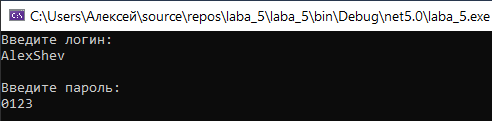 C:\Users\Алексей\source\repos\laba_5\laba_5\bin\Debug\net5.0\laba_5.exe
Введите логин:
AlexShev
Введите пароль:
0123